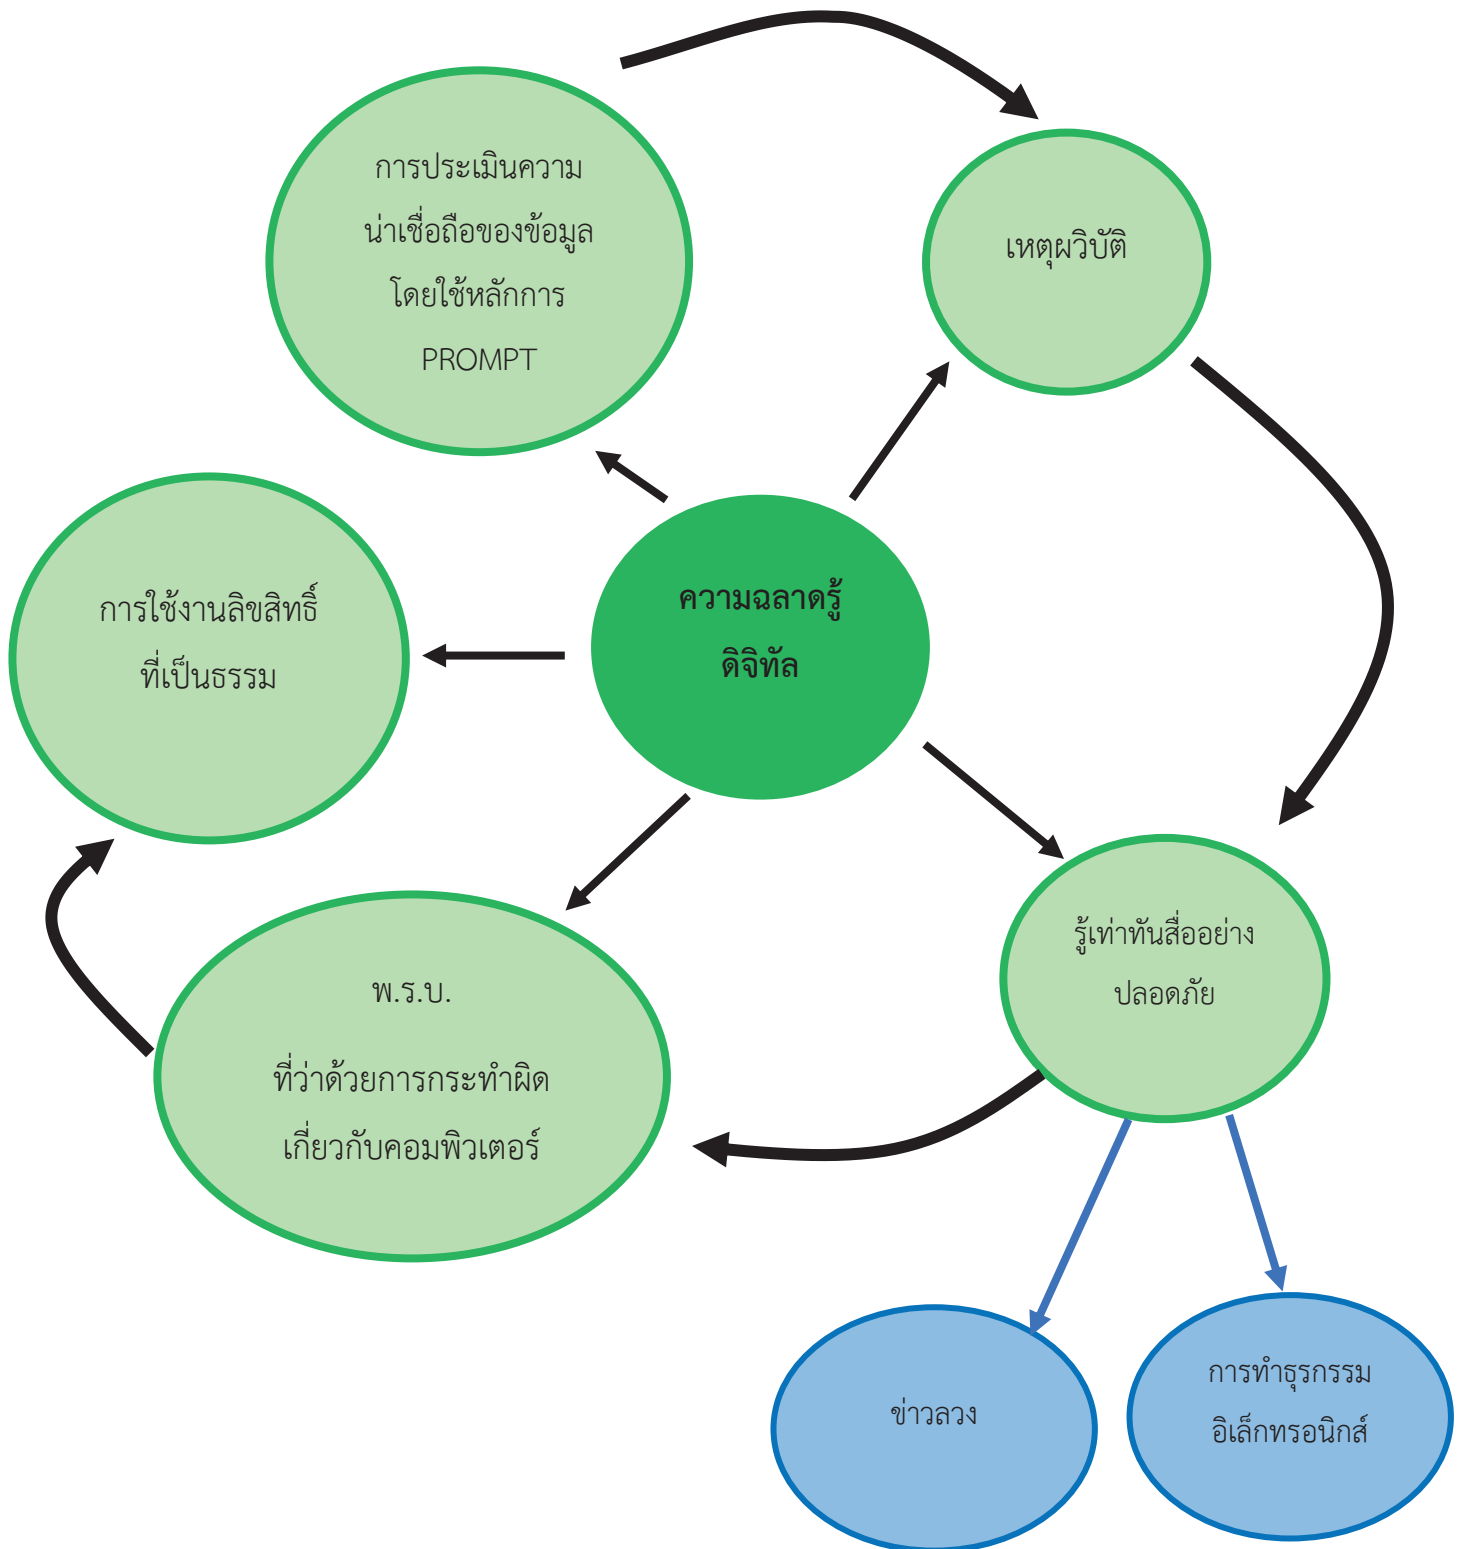 การประเมินความ
น่าเชื่อถือของข้อมูล
โดยใช้หลักการ
PROMPT
เหตุผวิบัติ
การใช้งานลิขสิทธิ์
ที่เป็นธรรม
ความฉลาดรู้
ดิจิทัล
รู้เท่าทันสื่ออย่าง
ปลอดภัย
พ.ร.บ.
ที่ว่าด้วยการกระทำผิด
เกี่ยวกับคอมพิวเตอร์
ข่าวลวง
การทำธุรกรรม
อิเล็กทรอนิกส์